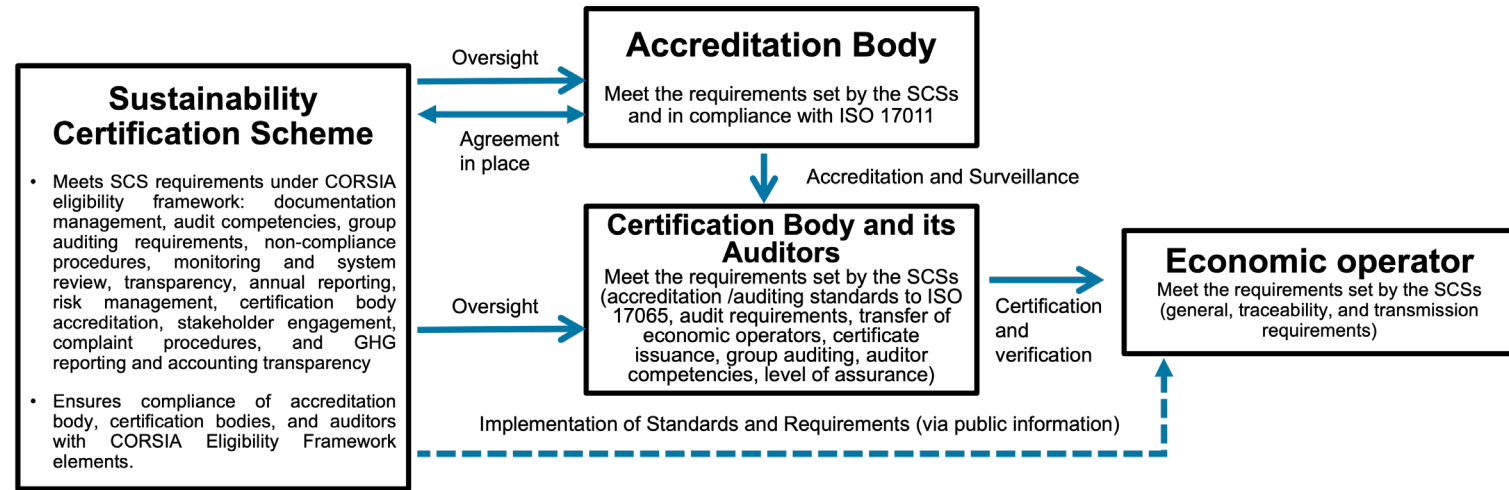 Sustainability
Certification Scheme
• Meets SCS requirements under CORSIA
eligibility framework: documentation
management, audit competencies, group
auditing requirements, non-compliance
procedures, monitoring and system
review, transparency, annual reporting,
risk management, certification body
accreditation, stakeholder engagement,
complaint procedures, and GHG
reporting and accounting transparency
• Ensures compliance of accreditation
body, certification bodies, and auditors
with CORSIA Eligibility Framework
elements.
Oversight
Agreement
in place
Accreditation Body
Meet the requirements set by the SCSs
and in compliance with ISO 17011
Accreditation and Surveillance
Oversight
Certification Body and its
Auditors
Meet the requirements set by the SCSs
(accreditation /auditing standards to ISO
17065, audit requirements, transfer of
economic operators, certificate
issuance, group auditing, auditor
competencies, level of assurance)
Certification
and
verification
Economic operator
Meet the requirements set by the SCSs
(general, traceability, and transmission
requirements)
Implementation of Standards and Requirements (via public information)